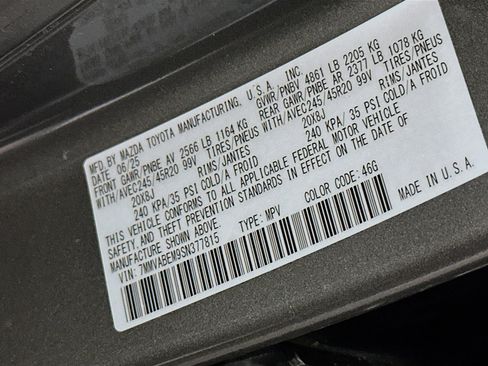 MFD BY MAZDA TOYOTA MANUFACTURING, U.S.A., INC.
DATE: 06/25 GVWR/PNBV 4861 LB 2205 KG
FRONT GAWR/PNBE AV 2566 LB 1164 KG REAR GAWR/PNBE AR 2377 LB 1078 KG
WITH/AVEC245/45R20 99V TIRES/PNEUS WITH/AVEC245/45R20 99V TIRES/PNEUS
20X8J RIMS/JANTES 20X8J RIMS/JANTES
240 KPA/35 PSI COLD/A FROID 240 KPA/35 PSI COLD/A FROID
THIS VEHICLE CONFORMS TO ALL APPLICABLE FEDERAL MOTOR VEHICLE
SAFETY, AND THEFT PREVENTION STANDARDS IN EFFECT ON THE DATE OF
MANUFACTURE SHOWN ABOVE.
VIN: 7MMVABEM9SN377815 TYPE: MPV COLOR CODE: 46G
MADE IN U.S.A.